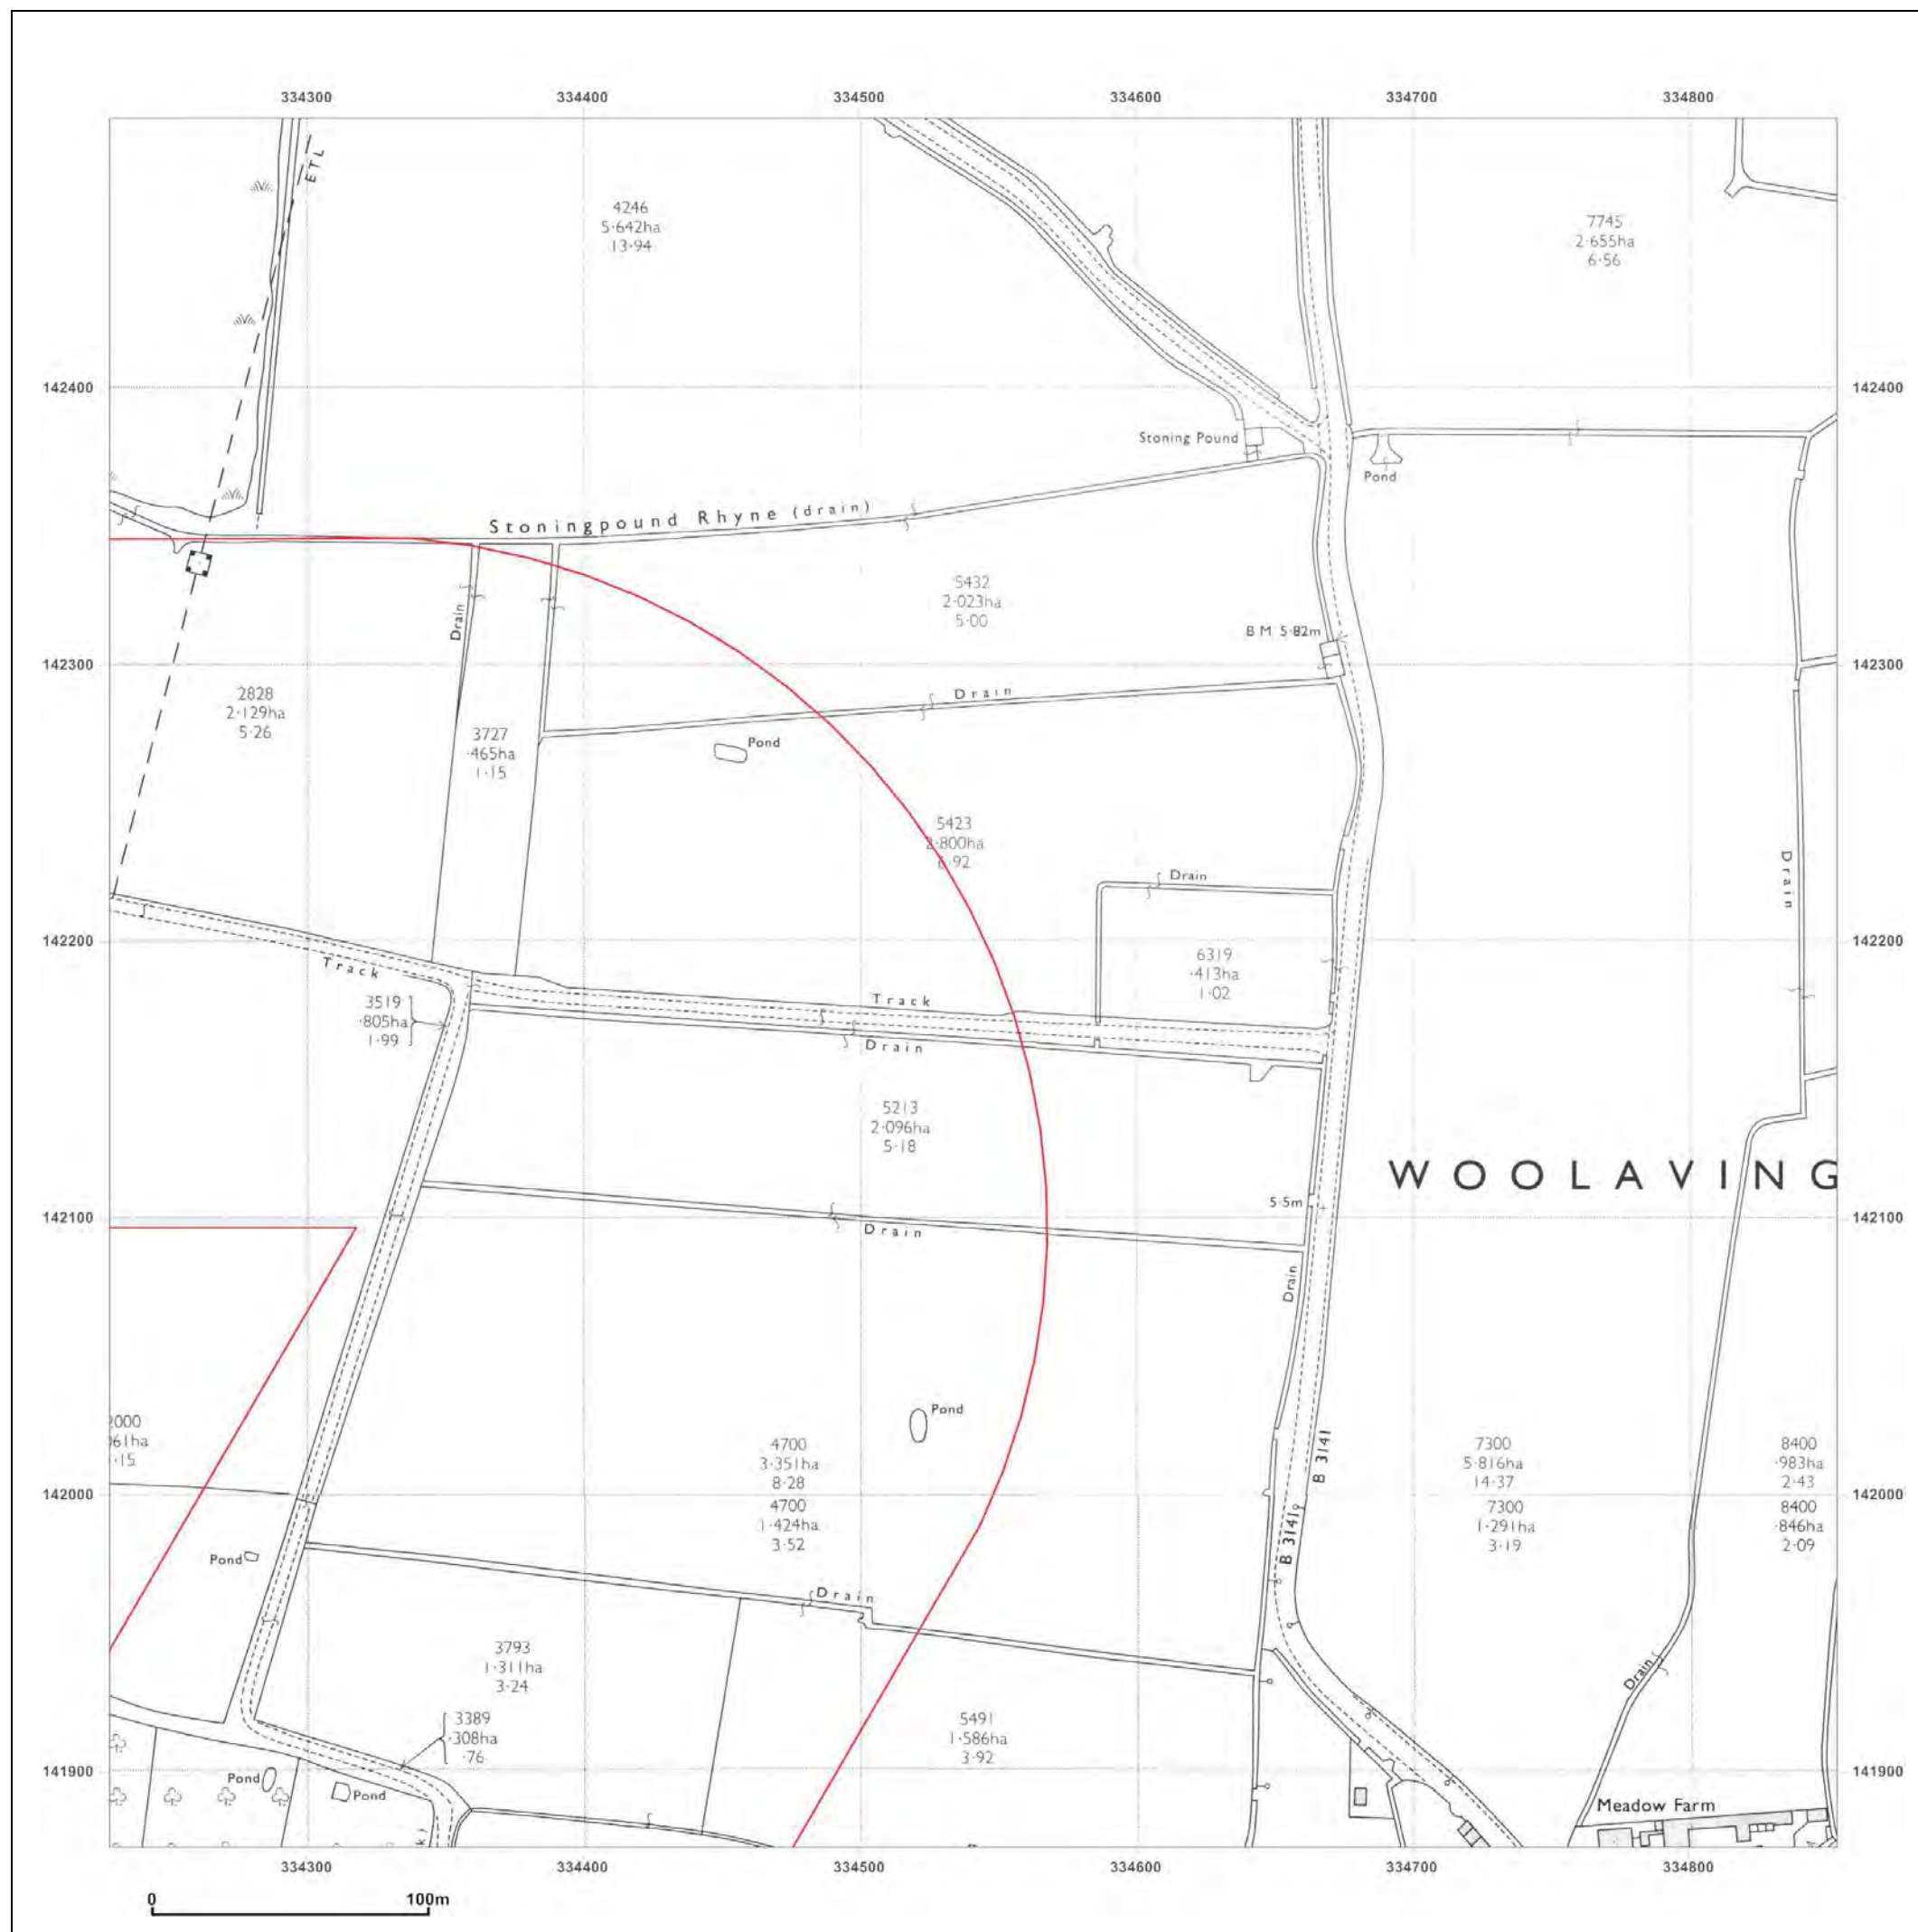 334300 334400 334500 334600 334700 334800
ETL
4246
5·642ha
13·94
7745
2·655ha
6·56
142400 142400
Stoning Pound
Pond
Stoningpound Rhyne (drain)
5432
2·023ha
5·00
Drain
B M 5·82m
142300 142300
2828
2·129ha
5·26
Drain
3727
·465ha
1·15
Pond
5423
2·800ha
6·92
Drain
Drain
142200 142200
6319
·413ha
1·02
Track
3519
·805ha
1·99
Track
Drain
5213
2·096ha
5·18
WOOLAVING
5·5m
142100 142100
Drain
Drain
Pond
2000
61ha
·15
4700
3·351ha
8·28
B 3141
7300
5·816ha
14·37
8400
·983ha
2·43
142000 142000
4700
1·424ha
3·52
B 3141
7300
1·291ha
3·19
8400
·846ha
2·09
Pond
Drain
3793
1·311ha
3·24
Drain
3389
·308ha
·76
5491
1·586ha
3·92
141900 141900
Pond
Pond
Meadow Farm
k)
334300 334400 334500 334600 334700 334800
0 100m